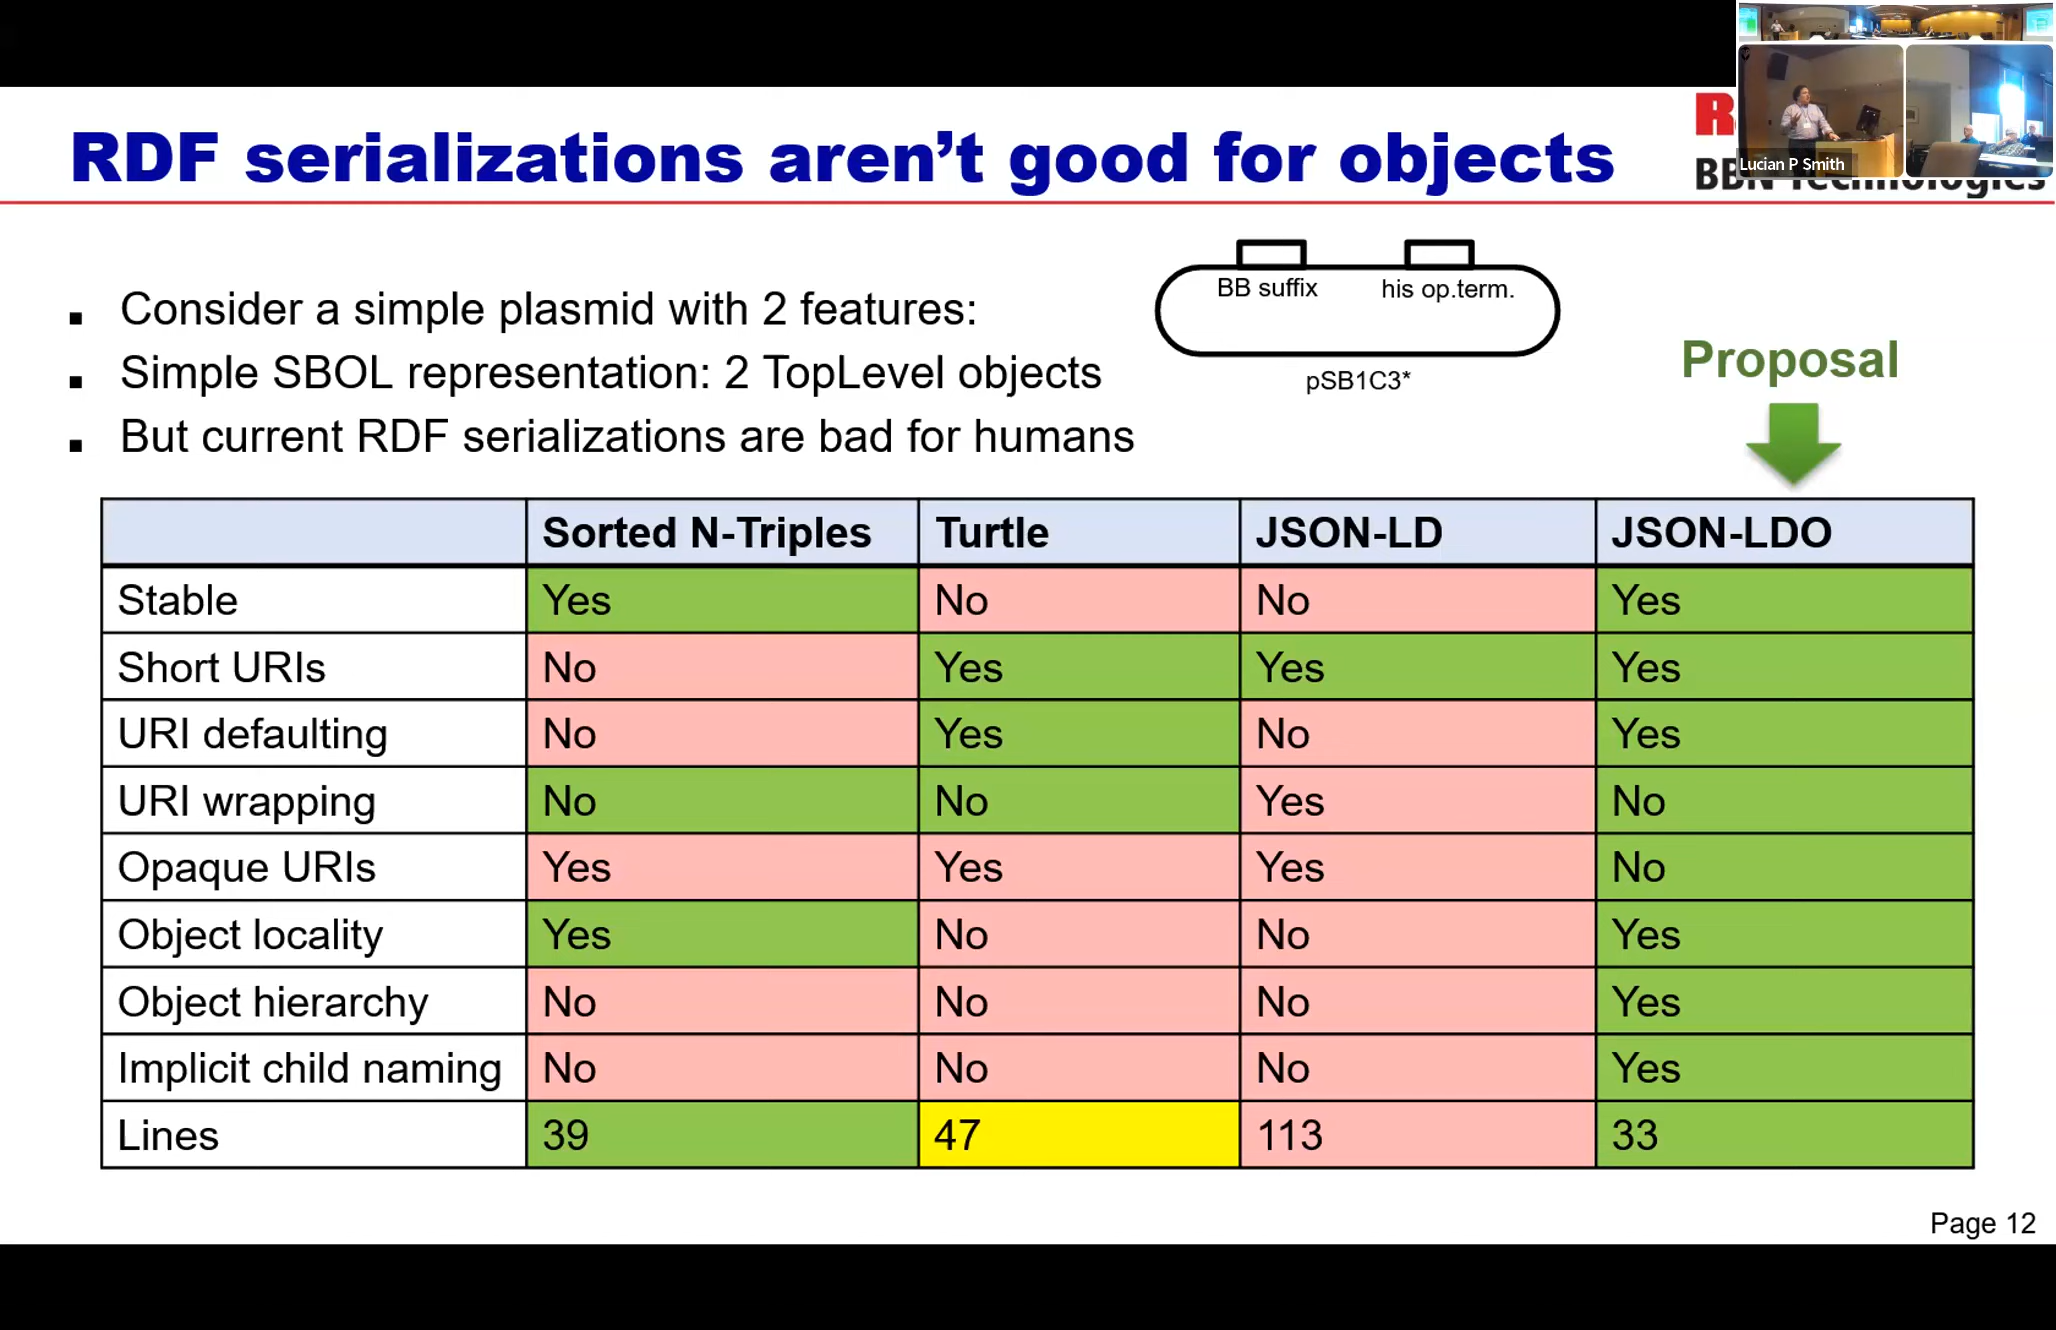 RDF serializations aren’t good for objects
Lucian P Smith
BBN Technologies
▪ Consider a simple plasmid with 2 features:
▪ Simple SBOL representation: 2 TopLevel objects
▪ But current RDF serializations are bad for humans
BB suffix his op.term.
pSB1C3*
Proposal
Sorted N-Triples Turtle JSON-LD JSON-LDO
Stable Yes No No Yes
Short URIs No Yes Yes Yes
URI defaulting No Yes No Yes
URI wrapping No No Yes No
Opaque URIs Yes Yes Yes No
Object locality Yes No No Yes
Object hierarchy No No No Yes
Implicit child naming No No No Yes
Lines 39 47 113 33
Page 12